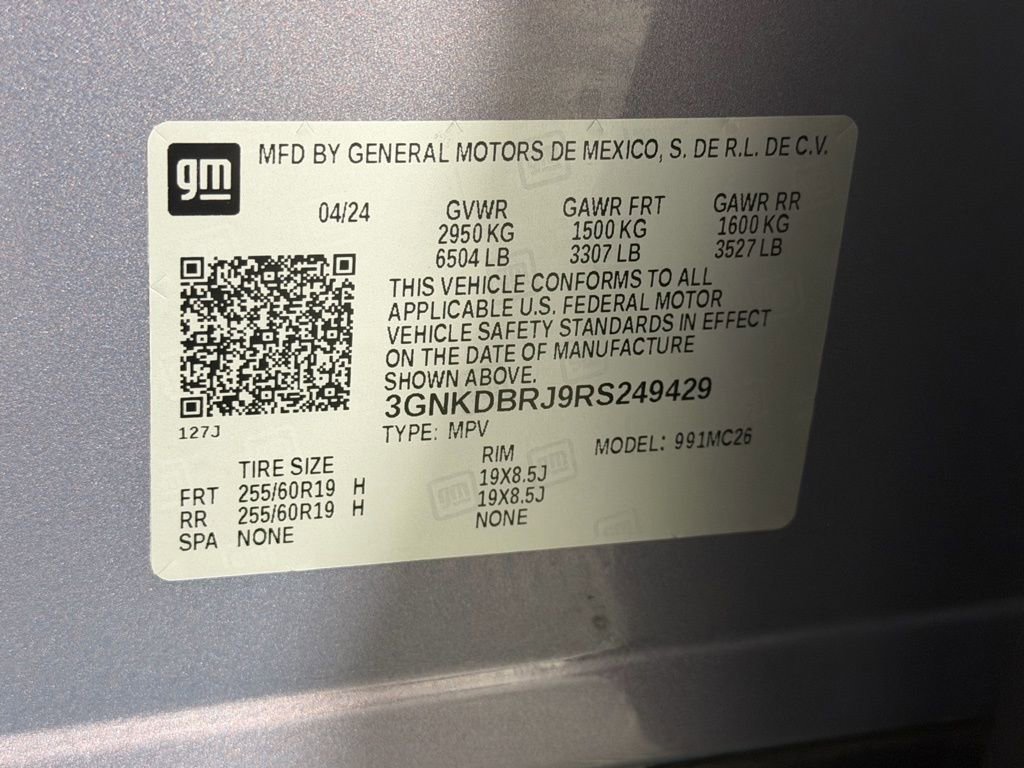 gm
MFD BY GENERAL MOTORS DE MEXICO, S. DE R.L. DE C.V.
04/24 GVWR GAWR FRT GAWR RR
2950 KG 1500 KG 1600 KG
6504 LB 3307 LB 3527 LB
THIS VEHICLE CONFORMS TO ALL
APPLICABLE U.S. FEDERAL MOTOR
VEHICLE SAFETY STANDARDS IN EFFECT
ON THE DATE OF MANUFACTURE
SHOWN ABOVE.
3GNKDBRJ9RS249429
127J
TYPE: MPV MODEL: 991MC26
TIRE SIZE RIM
FRT 255/60R19 H 19X8.5J
RR 255/60R19 H 19X8.5J
SPA NONE NONE